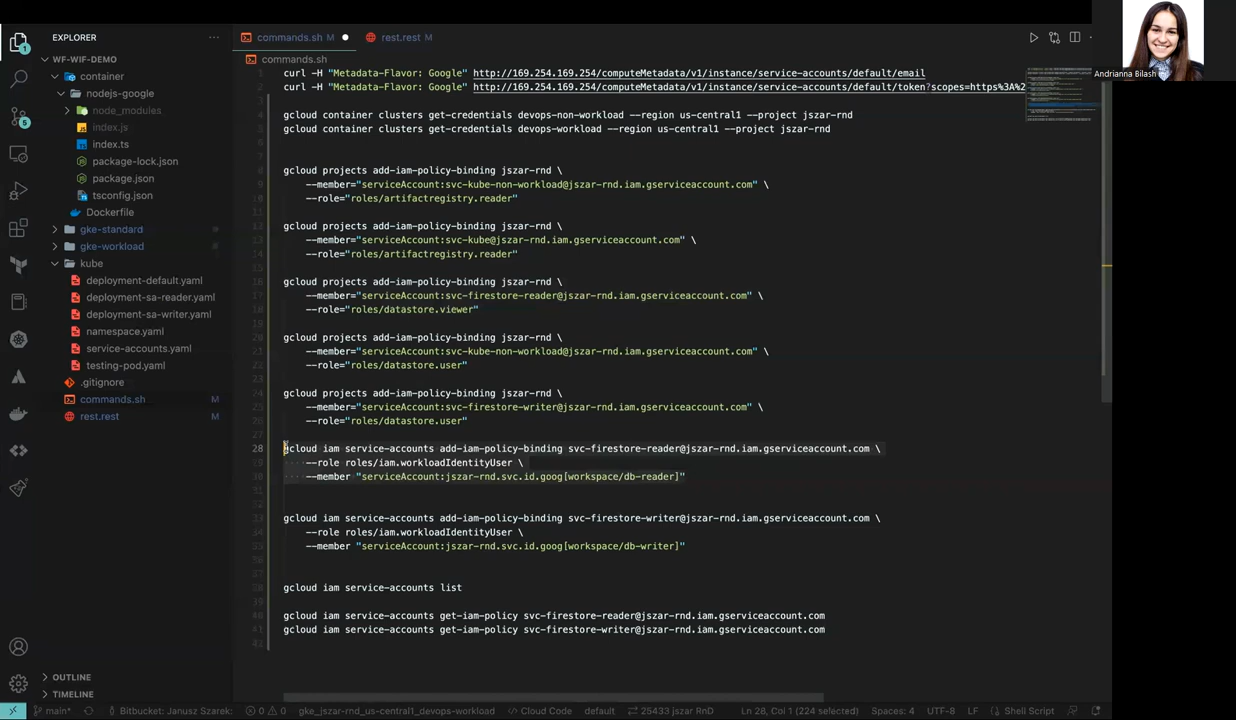 EXPLORER
WF-WIF-DEMO
container
nodejs-google
node_modules
index.js
index.ts
package-lock.json
package.json
tsconfig.json
Dockerfile
gke-standard
gke-workload
kube
deployment-default.yaml
deployment-sa-reader.yaml
deployment-sa-writer.yaml
namespace.yaml
service-accounts.yaml
testing-pod.yaml
.gitignore
commands.sh M
rest.rest M
OUTLINE
TIMELINE
commands.sh M
rest.rest M
commands.sh
curl -H "Metadata-Flavor: Google" http://169.254.169.254/computeMetadata/v1/instance/service-accounts/default/email
curl -H "Metadata-Flavor: Google" http://169.254.169.254/computeMetadata/v1/instance/service-accounts/default/token?scopes=https%3A%2
gcloud container clusters get-credentials devops-non-workload --region us-central1 --project jszar-rnd
gcloud container clusters get-credentials devops-workload --region us-central1 --project jszar-rnd
gcloud projects add-iam-policy-binding jszar-rnd \
--member="serviceAccount:svc-kube-non-workload@jszar-rnd.iam.gserviceaccount.com" \
--role="roles/artifactregistry.reader"
gcloud projects add-iam-policy-binding jszar-rnd \
--member="serviceAccount:svc-kube@jszar-rnd.iam.gserviceaccount.com" \
--role="roles/artifactregistry.reader"
gcloud projects add-iam-policy-binding jszar-rnd \
--member="serviceAccount:svc-firestore-reader@jszar-rnd.iam.gserviceaccount.com" \
--role="roles/datastore.viewer"
gcloud projects add-iam-policy-binding jszar-rnd \
--member="serviceAccount:svc-kube-non-workload@jszar-rnd.iam.gserviceaccount.com" \
--role="roles/datastore.user"
gcloud projects add-iam-policy-binding jszar-rnd \
--member="serviceAccount:svc-firestore-writer@jszar-rnd.iam.gserviceaccount.com" \
--role="roles/datastore.user"
28 gcloud iam service-accounts add-iam-policy-binding svc-firestore-reader@jszar-rnd.iam.gserviceaccount.com \
--role roles/iam.workloadIdentityUser \
--member "serviceAccount:jszar-rnd.svc.id.goog[workspace/db-reader]"
gcloud iam service-accounts add-iam-policy-binding svc-firestore-writer@jszar-rnd.iam.gserviceaccount.com \
--role roles/iam.workloadIdentityUser \
--member "serviceAccount:jszar-rnd.svc.id.goog[workspace/db-writer]"
gcloud iam service-accounts list
gcloud iam service-accounts get-iam-policy svc-firestore-reader@jszar-rnd.iam.gserviceaccount.com
gcloud iam service-accounts get-iam-policy svc-firestore-writer@jszar-rnd.iam.gserviceaccount.com
Andrianna Bilash
main* Bitbucket: Janusz Szarek: 0 0 gke_jszar-rnd_us-central1_devops-workload Cloud Code default 25433 jszar RnD Ln 28, Col 1 (224 selected) Spaces: 4 UTF-8 LF Shell Script